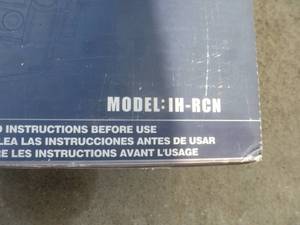 MODEL: IH-RCN
INSTRUCTIONS BEFORE USE
LEA LAS INSTRUCCIONES ANTES DE USAR
LES INSTRUCTIONS AVANT L'USAGE